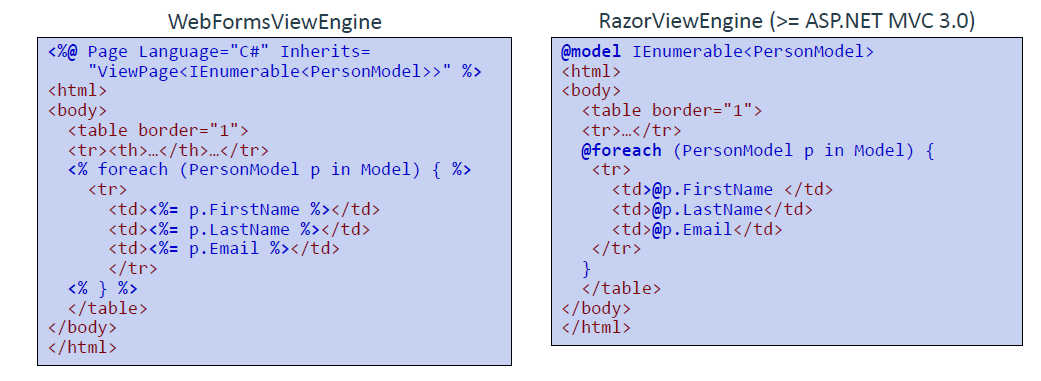 WebFormsViewEngine
<%@ Page Language="C#" Inherits=
    "ViewPage<IEnumerable<PersonModel>>" %>
<html>
<body>
  <table border="1">
  <tr><th>…</th>…</tr>
  <% foreach (PersonModel p in Model) { %>
    <tr>
      <td><%= p.FirstName %></td>
      <td><%= p.LastName %></td>
      <td><%= p.Email %></td>
      </tr>
  <% } %>
  </table>
</body>
</html>
RazorViewEngine (>= ASP.NET MVC 3.0)
@model IEnumerable<PersonModel>
<html>
<body>
  <table border="1">
  <tr>…</tr>
  @foreach (PersonModel p in Model) {
   <tr>
     <td>@p.FirstName </td>
     <td>@p.LastName</td>
     <td>@p.Email</td>
   </tr>
  }
  </table>
</body>
</html>